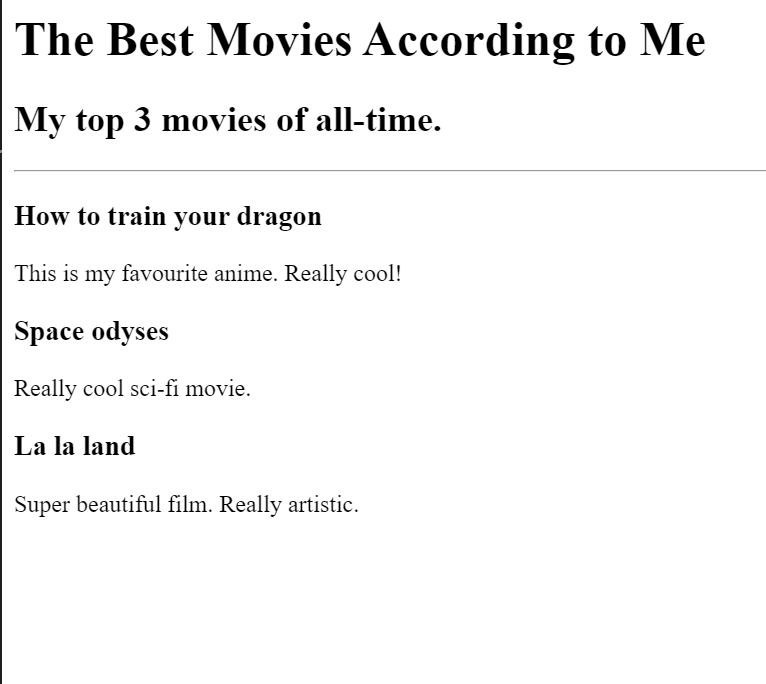 The Best Movies According to Me
My top 3 movies of all-time.
How to train your dragon
This is my favourite anime. Really cool!
Space odyses
Really cool sci-fi movie.
La la land
Super beautiful film. Really artistic.